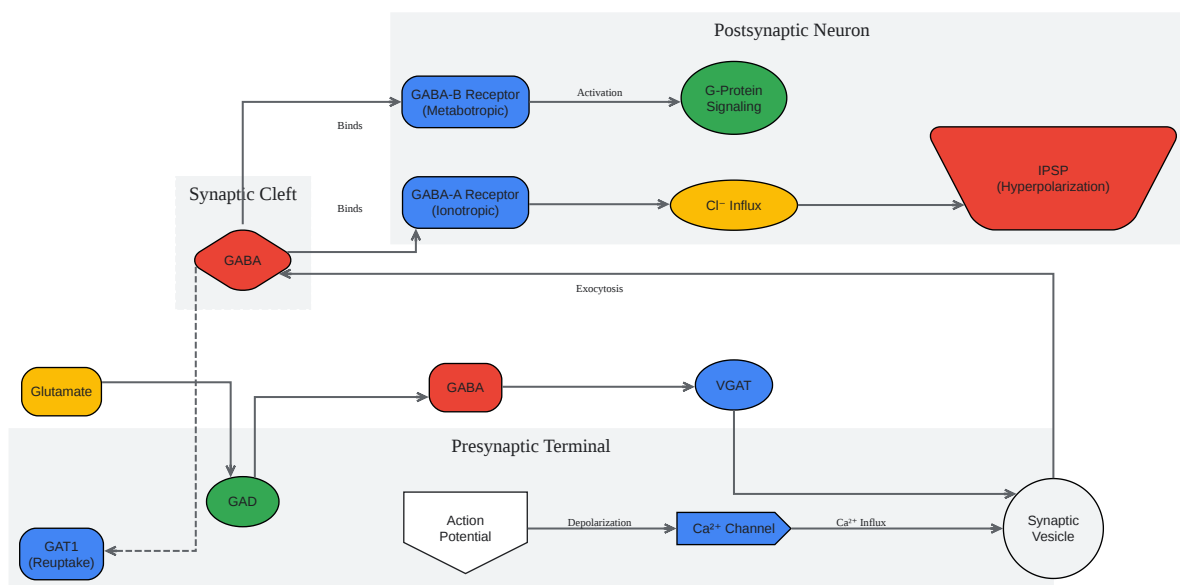 Postsynaptic Neuron
GABA-B Receptor
(Metabotropic)
Activation
G-Protein
Signaling
Binds
IPSP
(Hyperpolarization)
Synaptic Cleft
GABA-A Receptor
(Ionotropic)
Binds
Cl⁻ Influx
GABA
Exocytosis
Glutamate
GABA
VGAT
Presynaptic Terminal
GAD
Action
Potential
Depolarization
Ca²⁺ Channel
Ca²⁺ Influx
Synaptic
Vesicle
GAT1
(Reuptake)